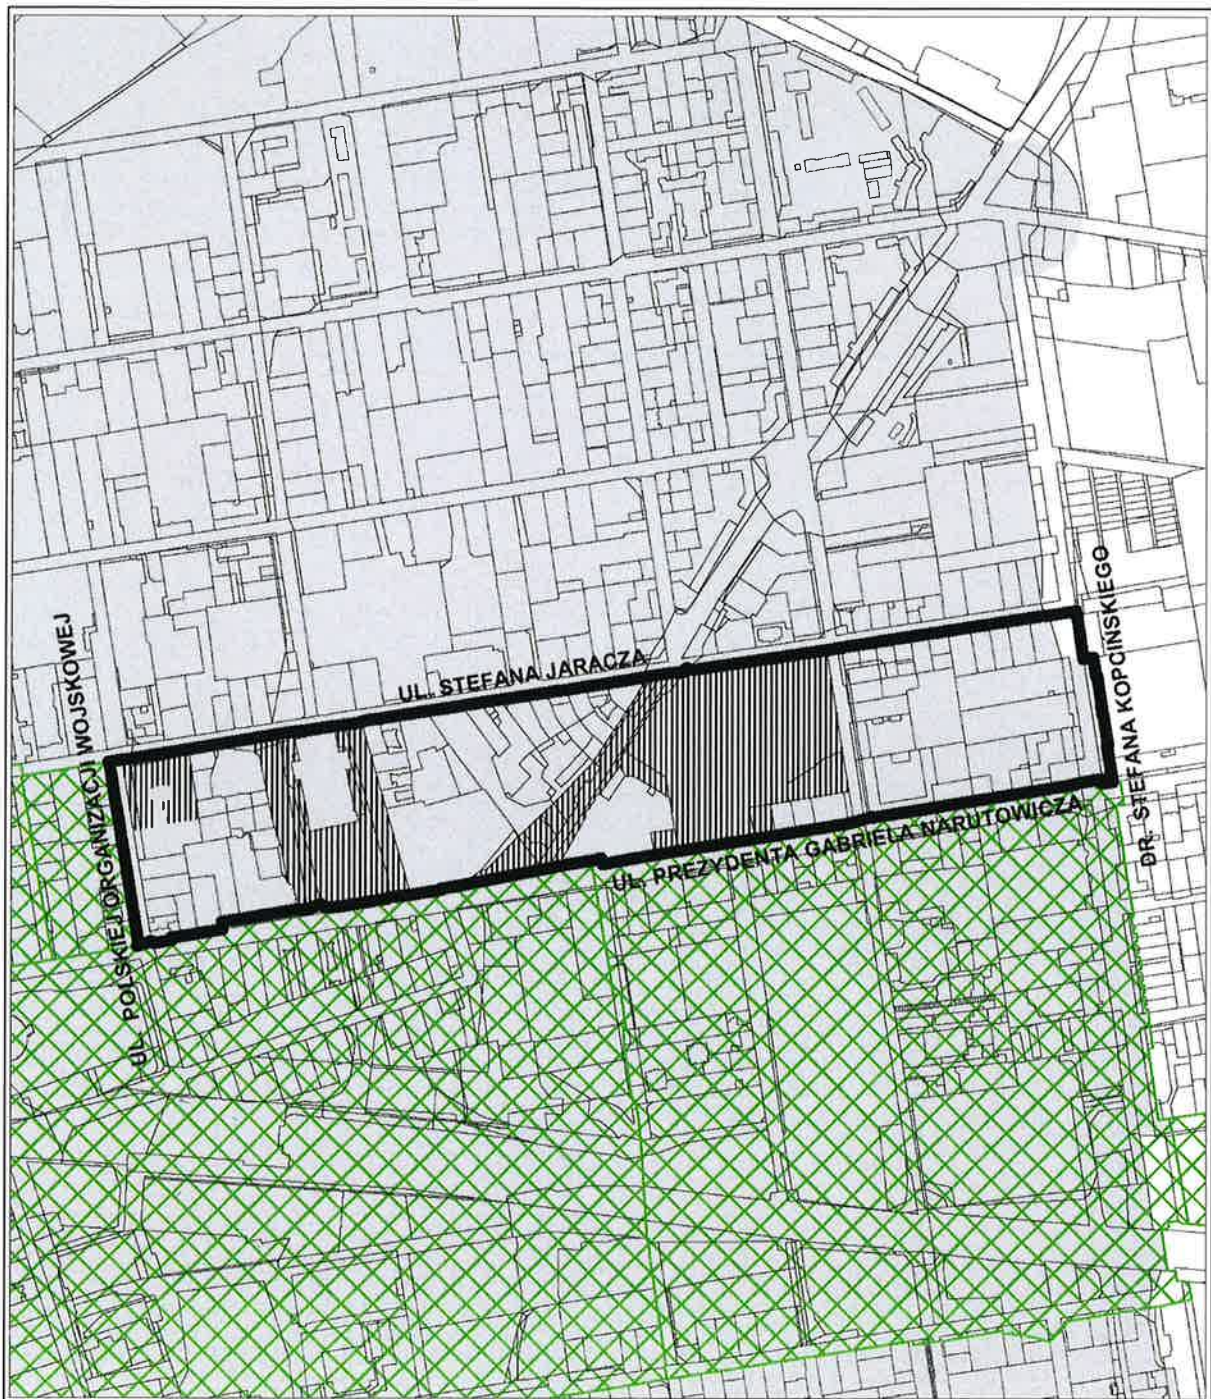 UL. STEFANA JARACZA
UL. POLSKIEJ ORGANIZACJI WOJSKOWEJ
DR. STEFANA KOPCIŃSKIEGO
UL. PREZYDENTA GABRIELA NARUTOWICZA